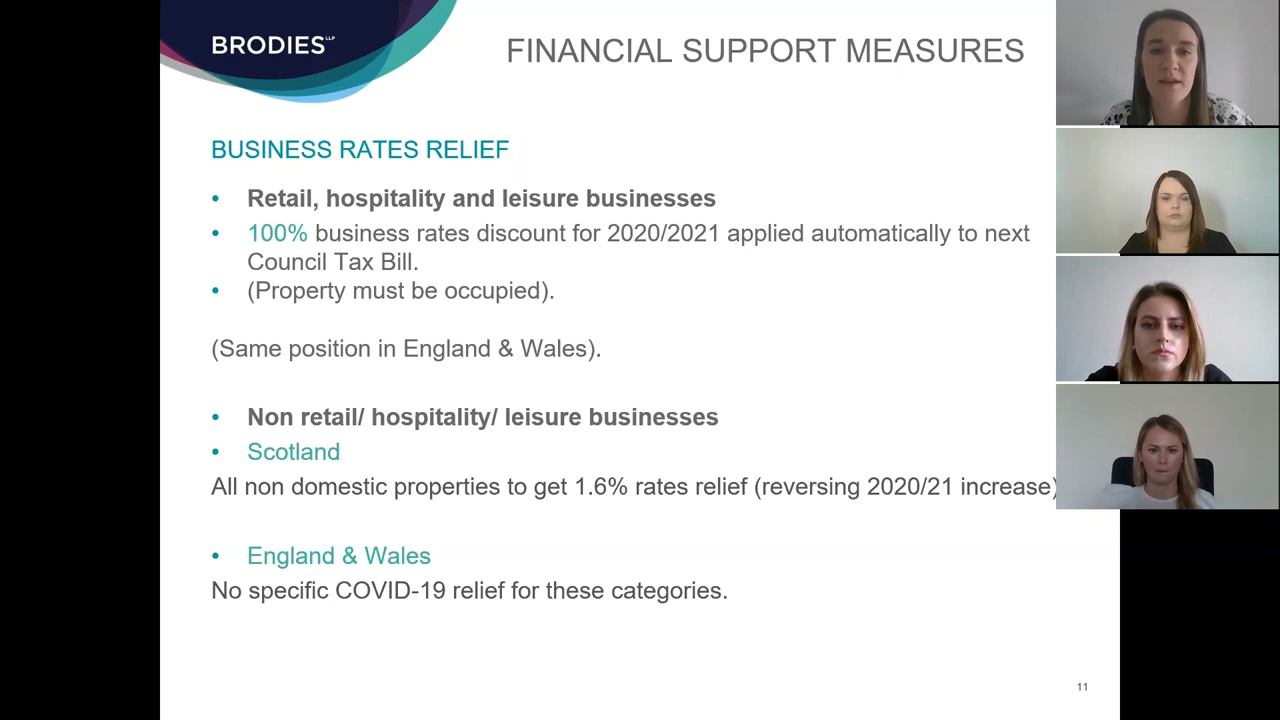 BRODIES LLP
FINANCIAL SUPPORT MEASURES
BUSINESS RATES RELIEF
• Retail, hospitality and leisure businesses
• 100% business rates discount for 2020/2021 applied automatically to next
Council Tax Bill.
• (Property must be occupied).
(Same position in England & Wales).
• Non retail/ hospitality/ leisure businesses
• Scotland
All non domestic properties to get 1.6% rates relief (reversing 2020/21 increase)
• England & Wales
No specific COVID-19 relief for these categories.
11